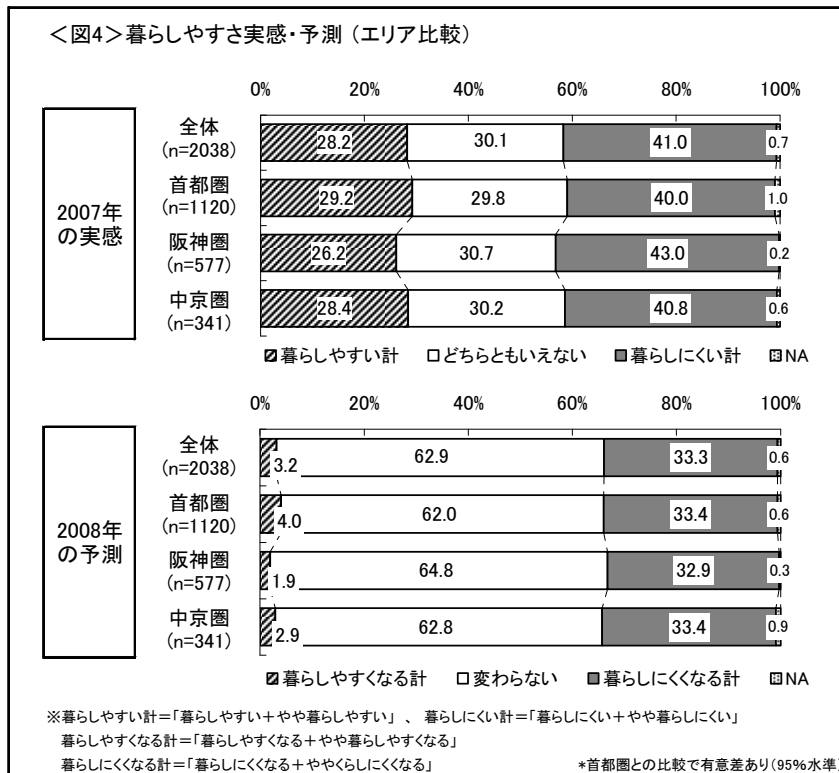 ＜図4＞暮らしやすさ実感・予測（エリア比較）
0% 20% 40% 60% 80% 100%
2007年
の実感
全体
(n=2038)
28.2 30.1 41.0 0.7
首都圏
(n=1120)
29.2 29.8 40.0 1.0
阪神圏
(n=577)
26.2 30.7 43.0 0.2
中京圏
(n=341)
28.4 30.2 40.8 0.6
暮らしやすい計 どちらともいえない 暮らしにくい計 NA
0% 20% 40% 60% 80% 100%
2008年
の予測
全体
(n=2038)
3.2 62.9 33.3 0.6
首都圏
(n=1120)
4.0 62.0 33.4 0.6
阪神圏
(n=577)
1.9 64.8 32.9 0.3
中京圏
(n=341)
2.9 62.8 33.4 0.9
暮らしやすくなる計 変わらない 暮らしにくくなる計 NA
※暮らしやすい計＝「暮らしやすい＋やや暮らしやすい」 、 暮らしにくい計＝「暮らしにくい＋やや暮らしにくい」
暮らしやすくなる計＝「暮らしやすくなる＋やや暮らしやすくなる」
暮らしにくくなる計＝「暮らしにくくなる＋ややくらしにくくなる」 *首都圏との比較で有意差あり(95%水準